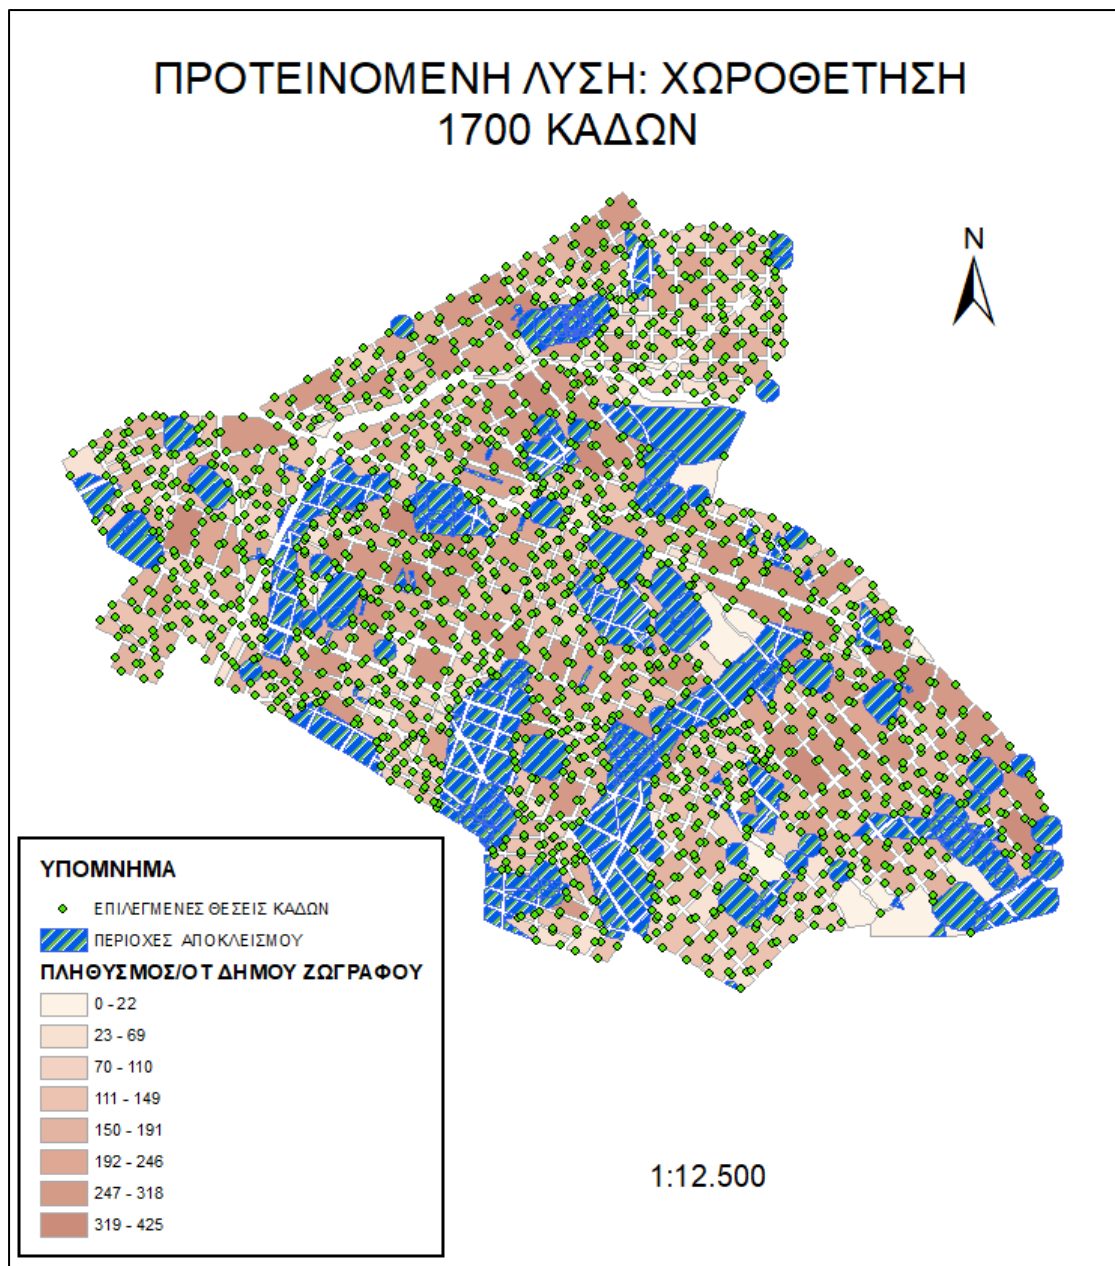 ΠΡΟΤΕΙΝΟΜΕΝΗ ΛΥΣΗ: ΧΩΡΟΘΕΤΗΣΗ
1700 ΚΑΔΩΝ
N
ΥΠΟΜΝΗΜΑ
ΕΠΙΛΕΓΜΕΝΕΣ ΘΕΣΕΙΣ ΚΑΔΩΝ
ΠΕΡΙΟΧΕΣ ΑΠΟΚΛΕΙΣΜΟΥ
ΠΛΗΘΥΣΜΟΣ/ΟΤ ΔΗΜΟΥ ΖΩΓΡΑΦΟΥ
0 - 22
23 - 69
70 - 110
111 - 149
150 - 191
192 - 246
247 - 318
319 - 425
1:12.500